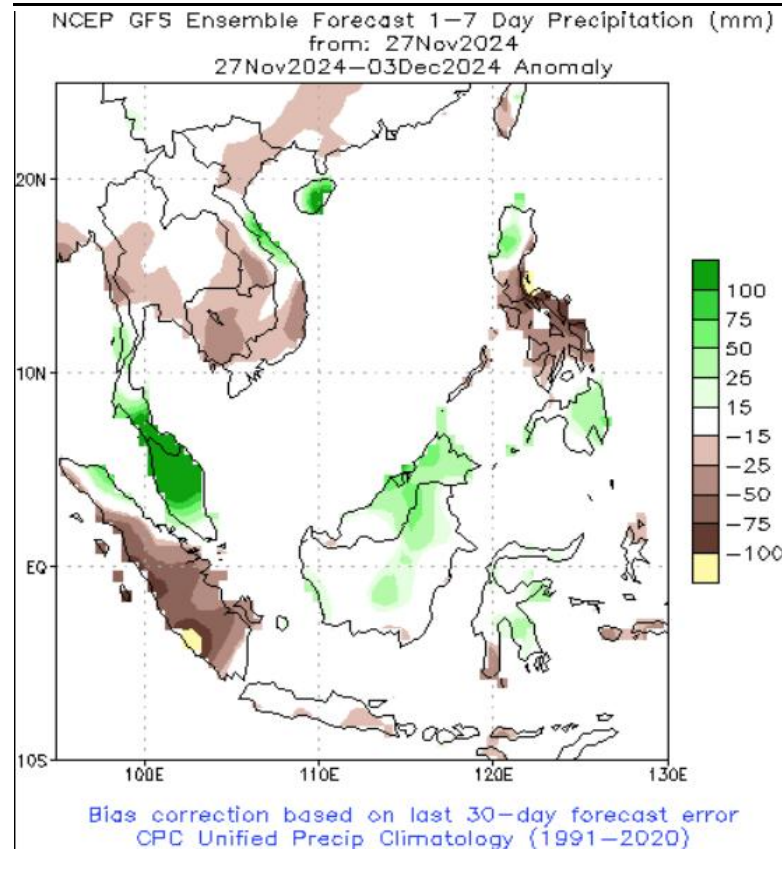 NCEP GFS Ensemble Forecast 1-7 Day Precipitation (mm)
from: 27Nov2024
27Nov2024-03Dec2024 Anomaly
20N
10N
EQ
10S
100E
110E
120E
130E
100
75
50
25
15
-15
-25
-50
-75
-100
Bias correction based on last 30-day forecast error
CPC Unified Precip Climatology (1991-2020)